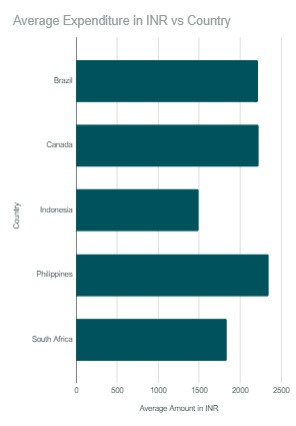 Average Expenditure in INR vs Country
Brazil
Canada
Indonesia
Philippines
South Africa
Country
0 500 1000 1500 2000 2500
Average Amount in INR